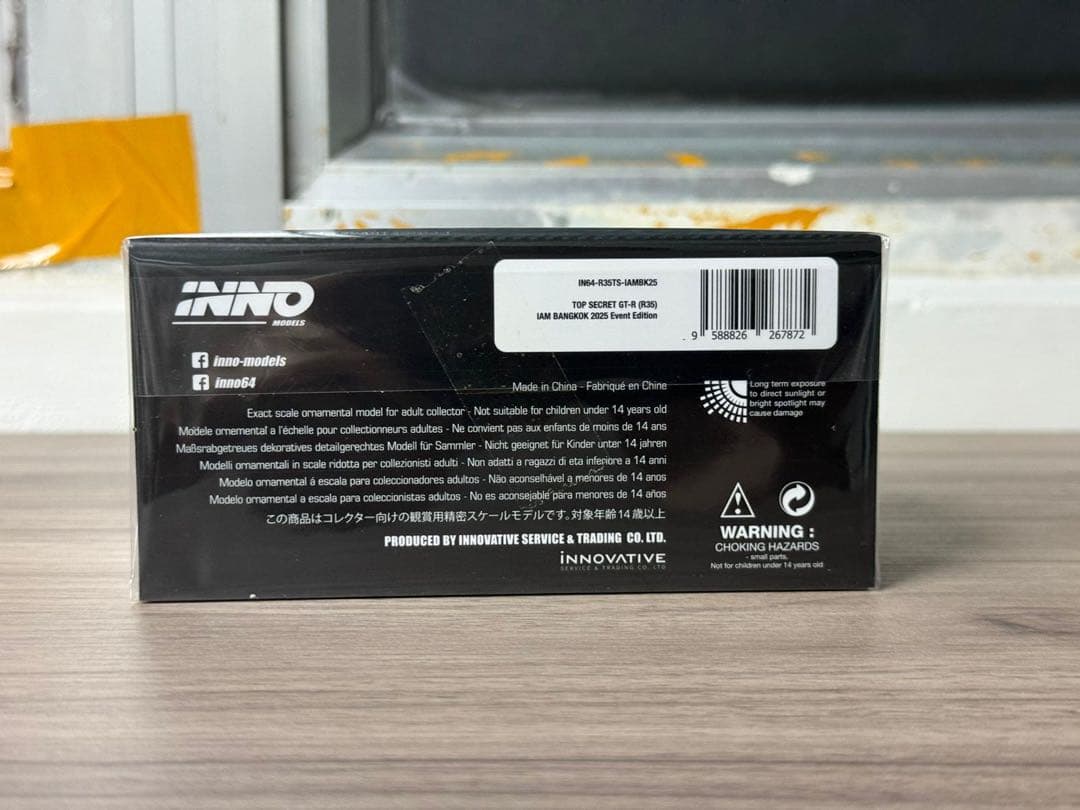 INNO
MODELS
inno-models
inno64
IN64-R35TS-IAMBK25
TOP SECRET GT-R (R35)
IAM BANGKOK 2025 Event Edition
9 588826 267872
Made in China - Fabriqué en Chine
Long term exposure
to direct sunlight or
bright spotlight may
cause damage
Exact scale ornamental model for adult collector - Not suitable for children under 14 years old
Modele ornamental a l'échelle pour collectionneurs adultes - Ne convient pas aux enfants de moins de 14 ans
Maßsrabgetreues dekoratives detailgerechtes Modell für Sammler - Nicht geeignet für Kinder unter 14 jahren
Modelli ornamentali in scale ridotta per collezionisti adulti - Non adatti a ragazzi di eta inferiore a 14 anni
Modelo ornamental á escala para coleccionadores adultos - Não aconselhável a menores de 14 anos
Modelo ornamental a escala para coleccionistas adultos - No es aconsejable para menores de 14 años
この商品はコレクター向けの観賞用精密スケールモデルです。対象年齢14歳以上
PRODUCED BY INNOVATIVE SERVICE & TRADING CO. LTD.
INNOVATIVE
SERVICE & TRADING CO. LTD
WARNING :
CHOKING HAZARDS
- small parts.
Not for children under 14 years old